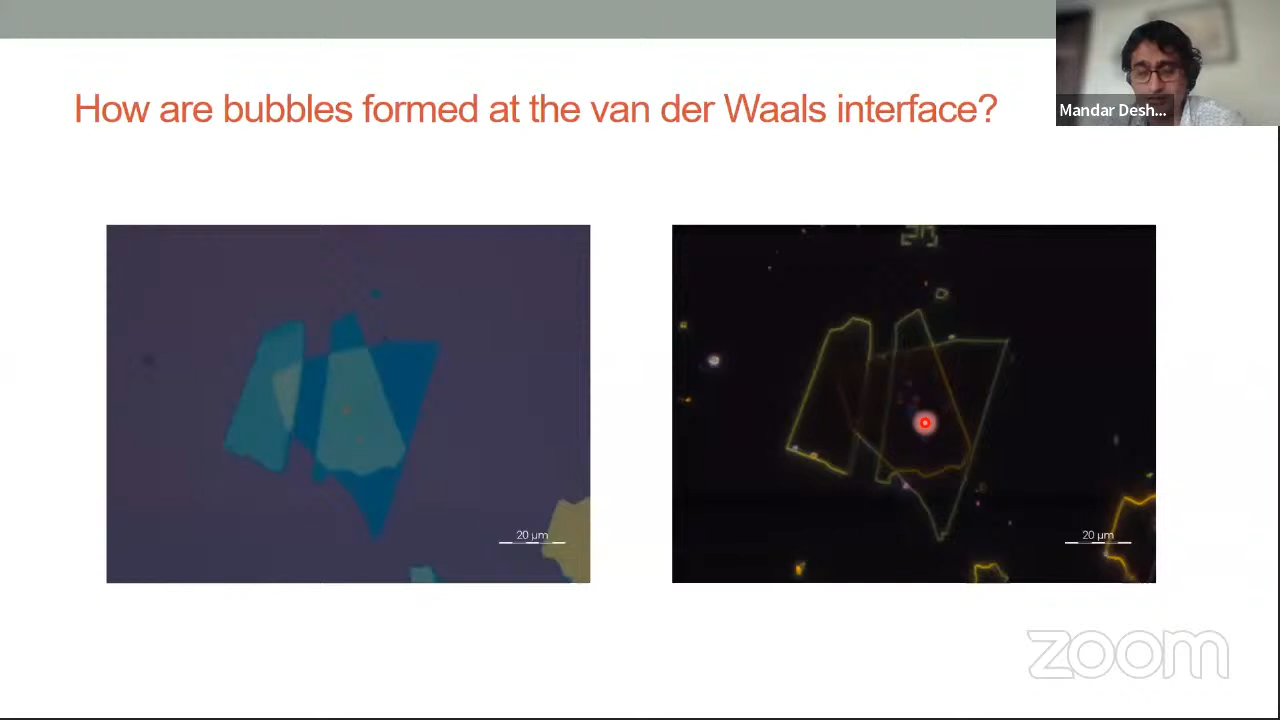 How are bubbles formed at the van der Waals interface?
Mandar Desh...
20 µm
20 µm
zoom